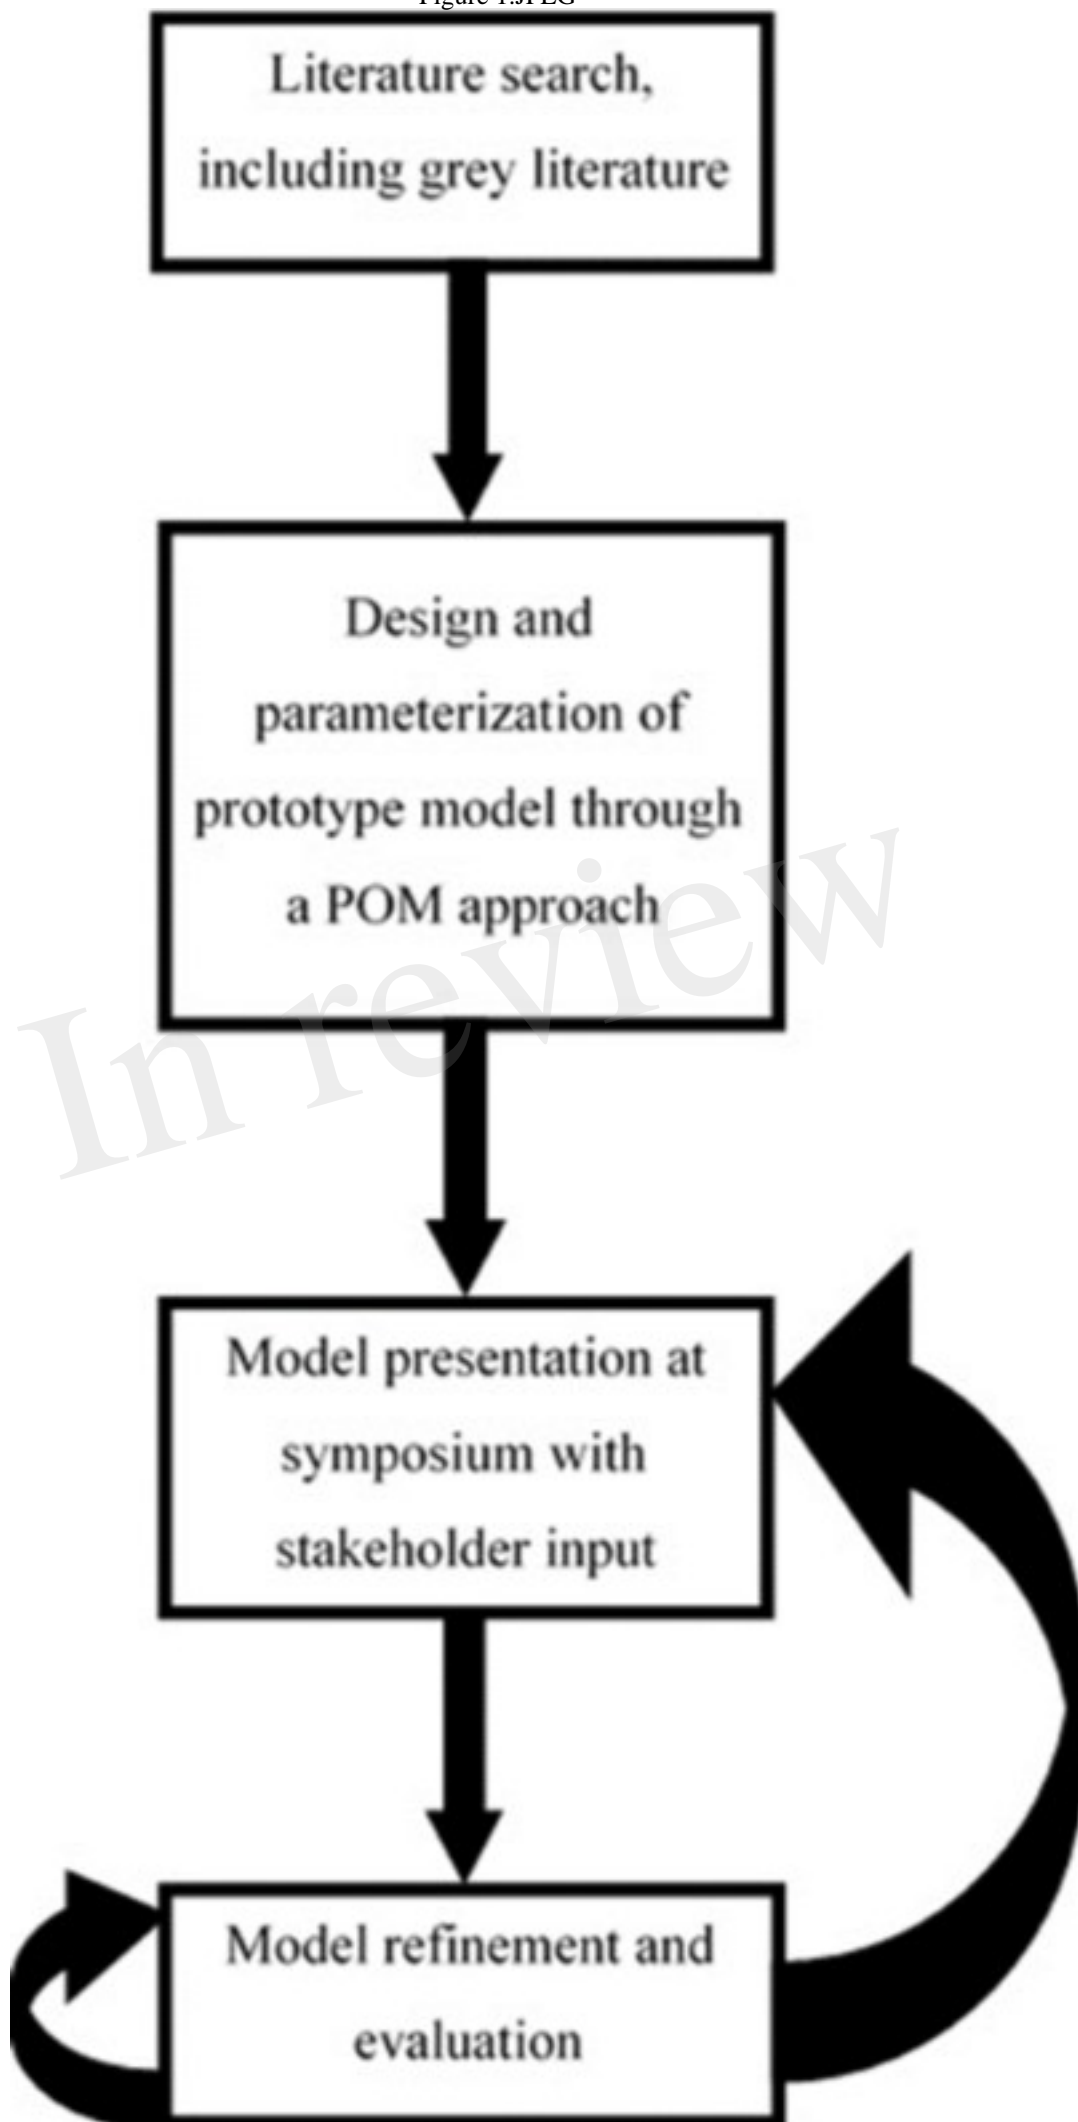 Figure 1.JPEG
Literature search,
including grey literature
Design and
parameterization of
prototype model through
a POM approach
In review
Model presentation at
symposium with
stakeholder input
Model refinement and
evaluation